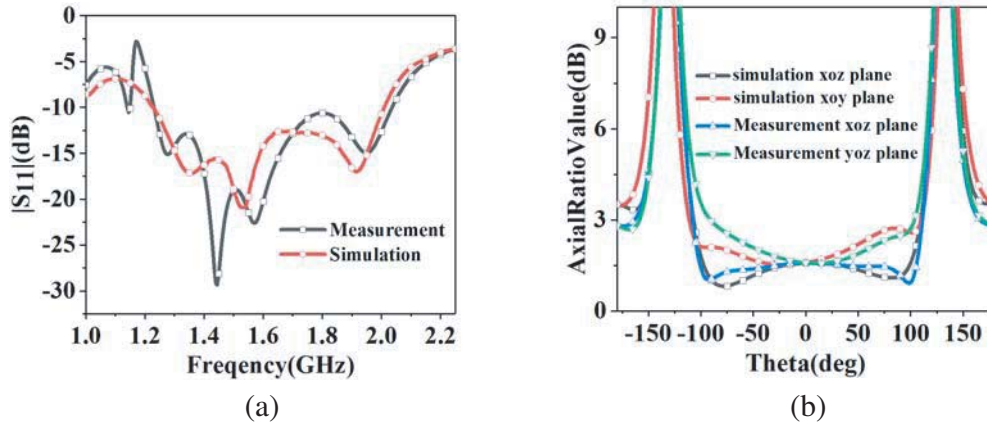 0
-5
-10
-15
-20
-25
-30
|S11|(dB)
Measurement
Simulation
1.0 1.2 1.4 1.6 1.8 2.0 2.2
Freqency(GHz)
(a)
9
6
3
0
AxialRatioValue(dB)
simulation xoz plane
simulation xoy plane
Measurement xoz plane
Measurement yoz plane
-150 -100 -50 0 50 100 150
Theta(deg)
(b)